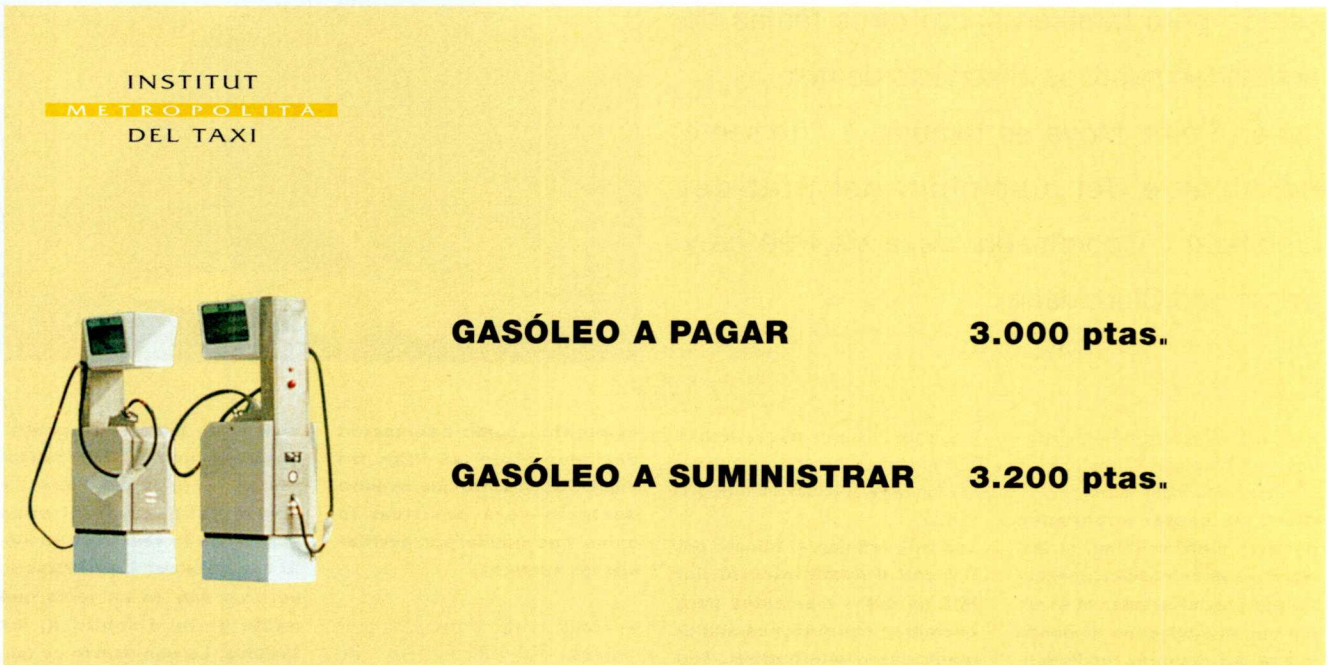 INSTITUT
METROPOLITÀ
DEL TAXI
GASÓLEO A PAGAR 3.000 ptas.
GASÓLEO A SUMINISTRAR 3.200 ptas.